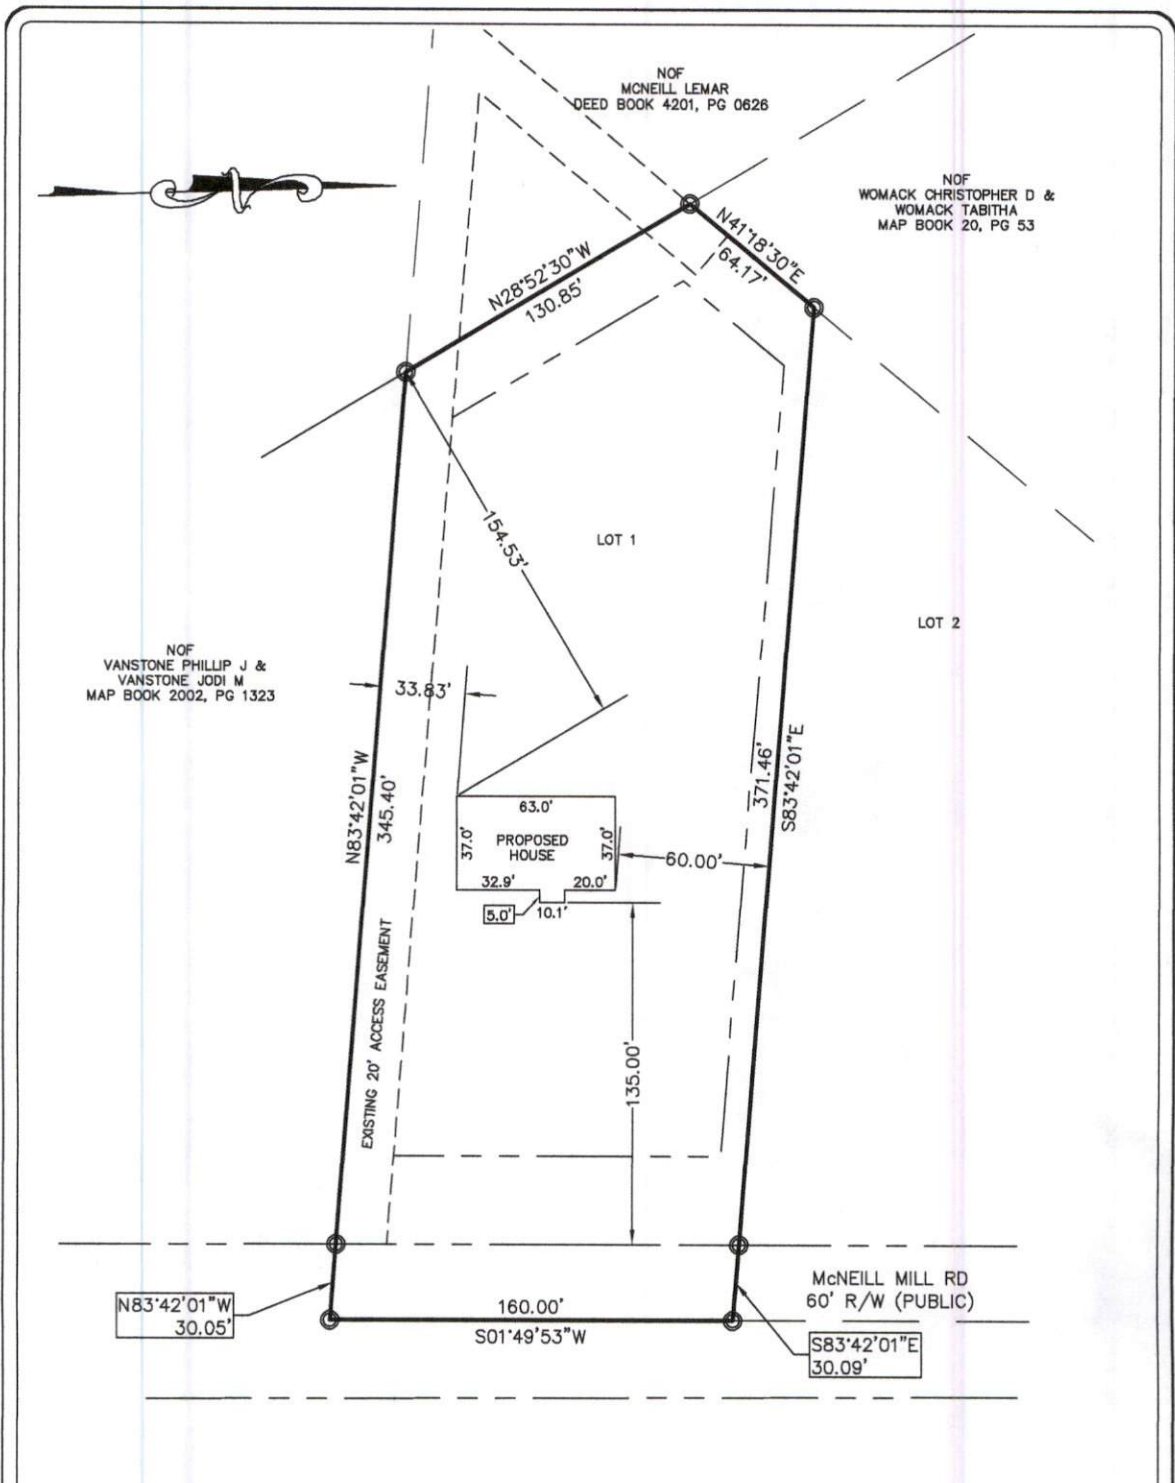 NOF
MCNEILL LEMAR
DEED BOOK 4201, PG 0626
NOF
WOMACK CHRISTOPHER D &
WOMACK TABITHA
MAP BOOK 20, PG 53
N28°52'30"W
130.85'
N41°18'30"E
64.17'
154.53'
LOT 1
LOT 2
NOF
VANSTONE PHILLIP J &
VANSTONE JODI M
MAP BOOK 2002, PG 1323
33.83'
N83°42'01"W
345.40'
371.46'
S83°42'01"E
63.0'
37.0'
PROPOSED
HOUSE
37.0'
32.9'
20.0'
5.0'
10.1'
60.00'
EXISTING 20' ACCESS EASEMENT
135.00'
McNEILL MILL RD
60' R/W (PUBLIC)
N83°42'01"W
30.05'
160.00'
S01°49'53"W
S83°42'01"E
30.09'